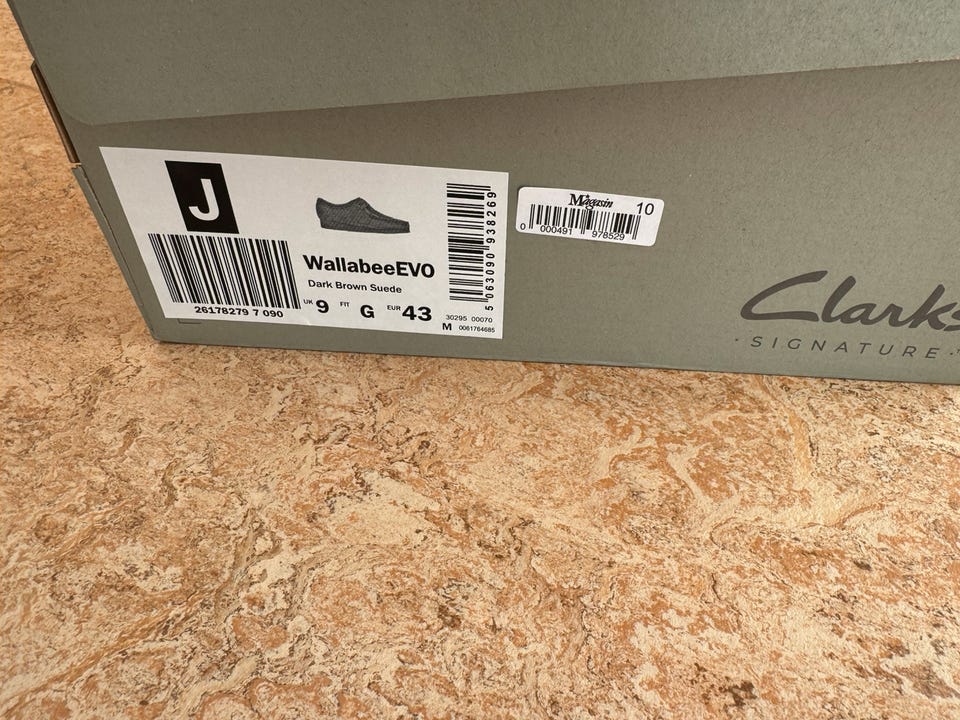 J
26178279 7 090
WallabeeEVO
Dark Brown Suede
UK 9 FIT G EUR 43
5 063090 938269
30295 00070
M 0061764685
Magasin 10
0 000491 978529
Clarks
· SIGNATURE ·